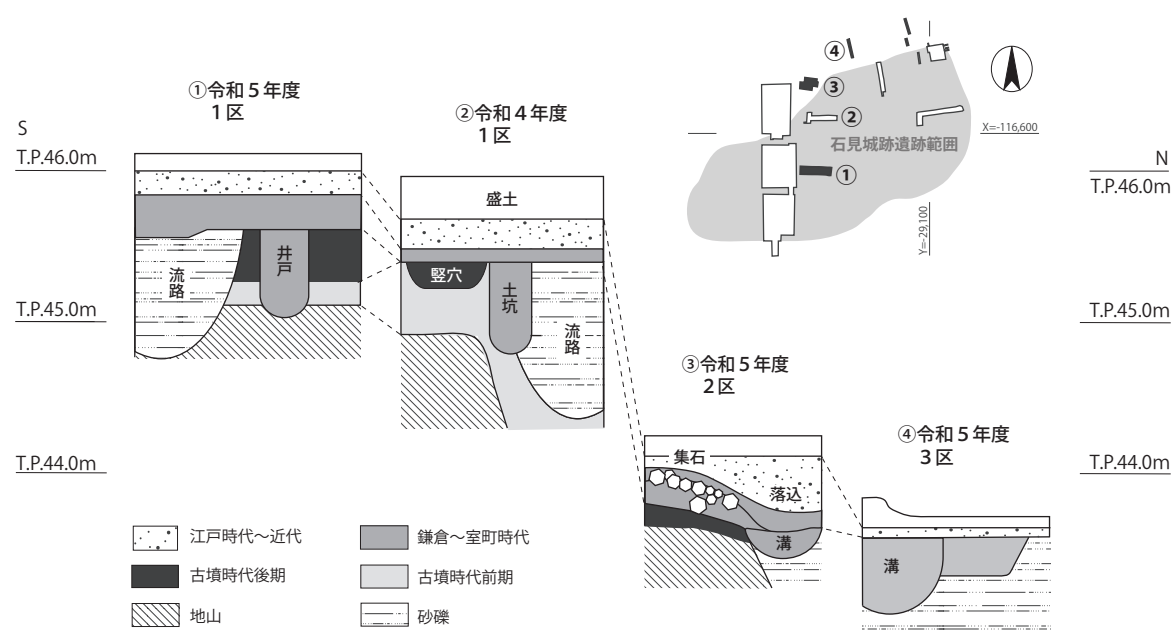 ①令和5年度
1区
②令和4年度
1区
S
T.P.46.0m
T.P.45.0m
T.P.44.0m
流路
井戸
盛土
竪穴
土坑
流路
④
③
②
①
石見城跡遺跡範囲
X=-116,600
Y=-29,100
N
T.P.46.0m
T.P.45.0m
T.P.44.0m
③令和5年度
2区
集石
落込
溝
④令和5年度
3区
溝
江戸時代～近代
鎌倉～室町時代
古墳時代後期
古墳時代前期
地山
砂礫